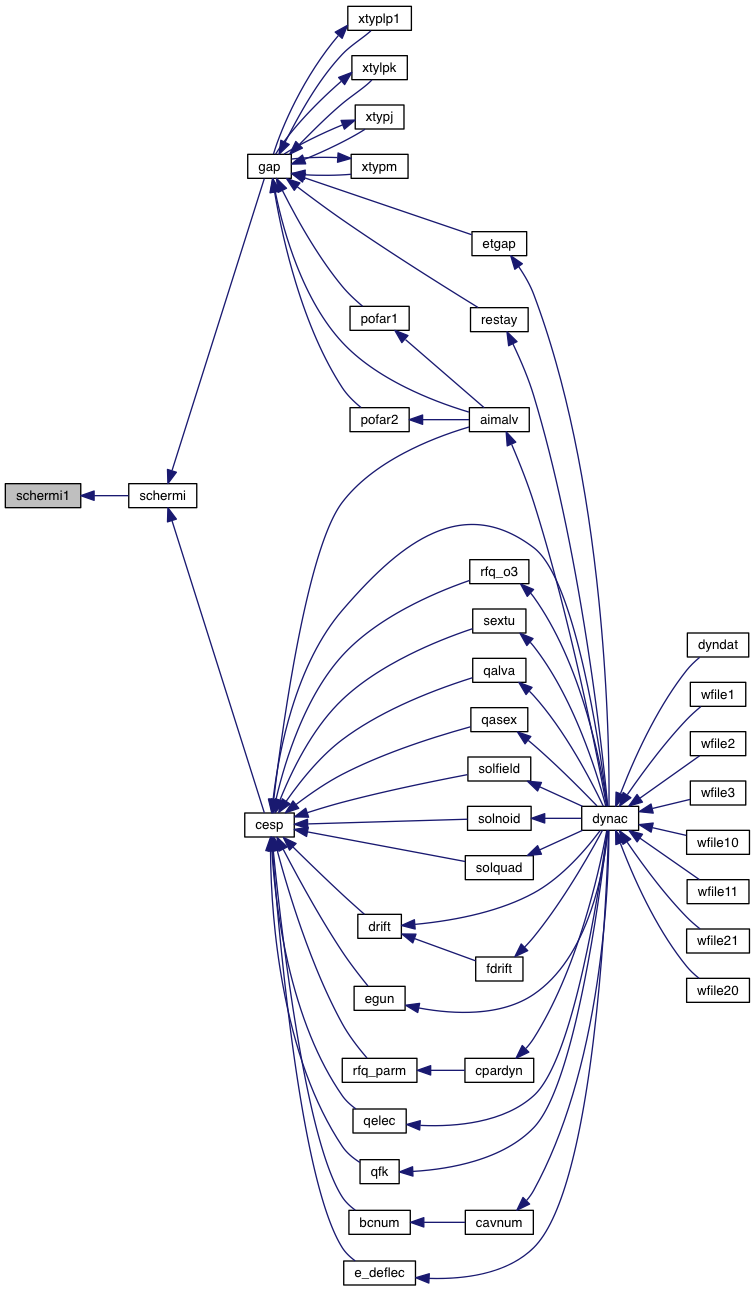 xtyplp1
xtylpk
xtypj
gap
xtypm
etgap
pofar1
restay
pofar2
aimalv
schermi1
schermi
rfq_o3
sextu
dyndat
qalva
wfile1
qasex
wfile2
solfield
wfile3
cesp
solnoid
dynac
wfile10
solquad
wfile11
drift
wfile21
fdrift
wfile20
egun
rfq_parm
cpardyn
qelec
qfk
bcnum
cavnum
e_deflec